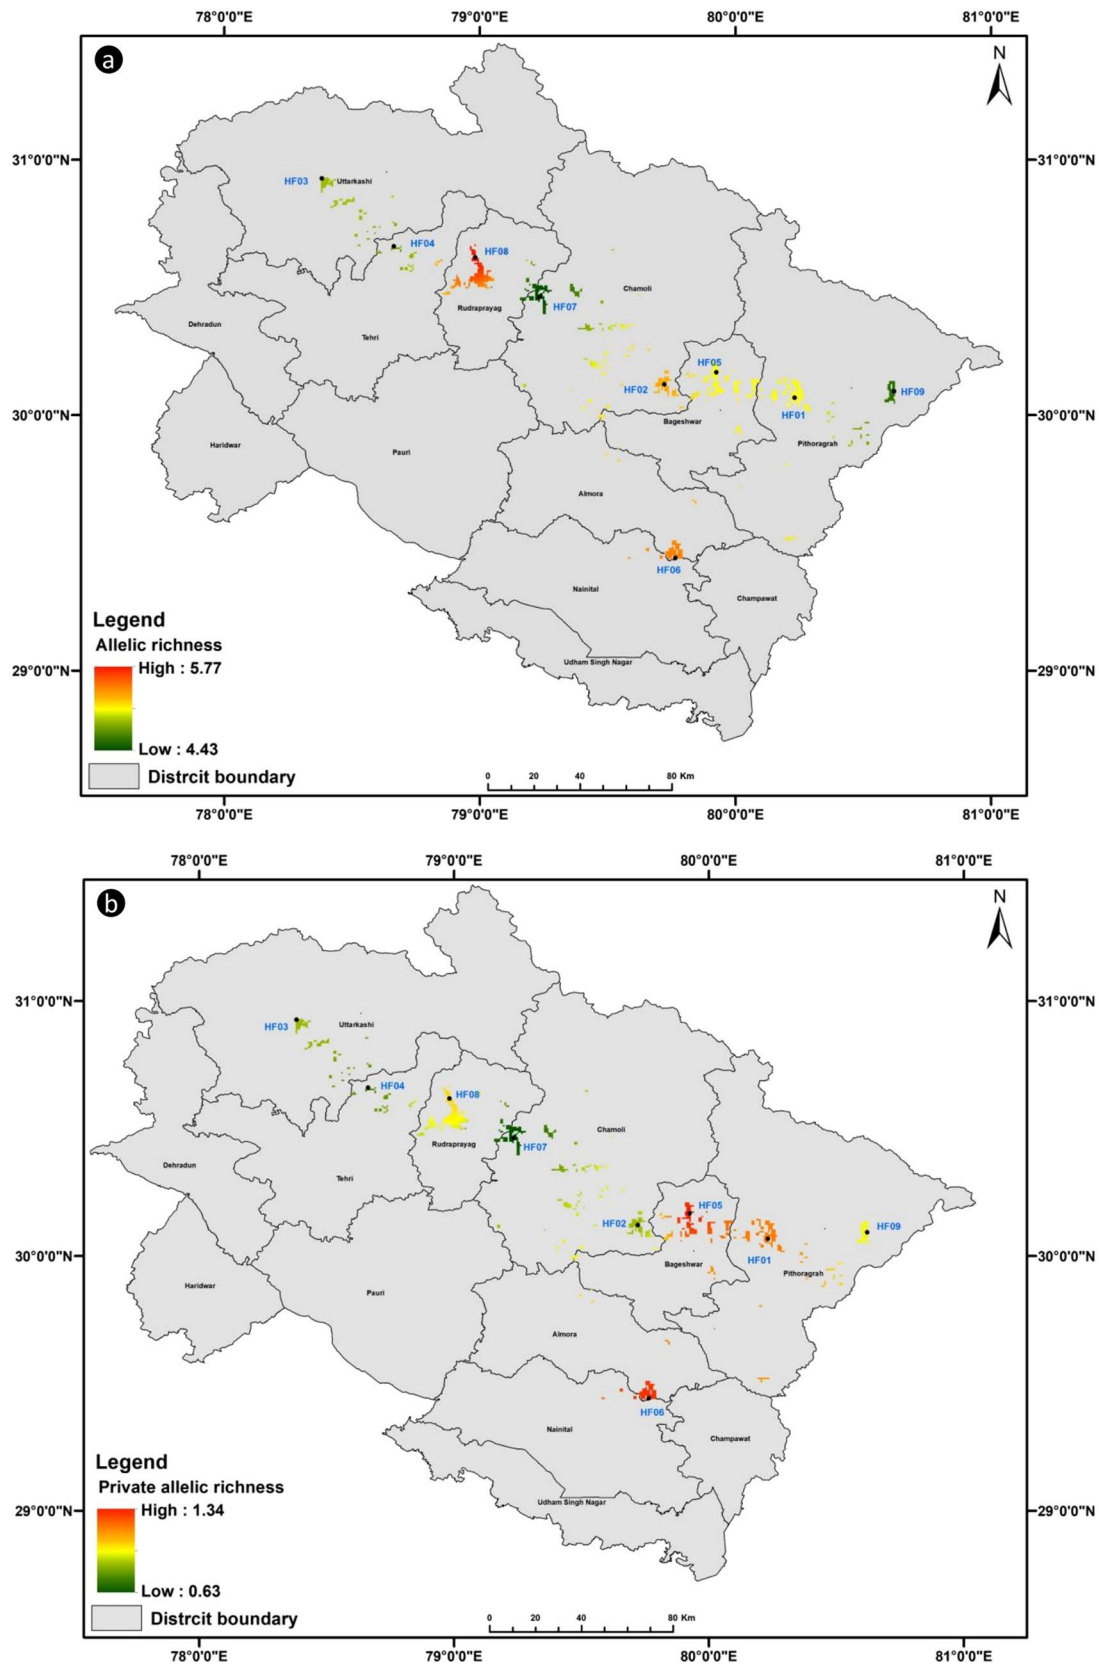 78°0'0"E 79°0'0"E 80°0'0"E 81°0'0"E
a
N
31°0'0"N 31°0'0"N
HF03 Uttarkashi
HF04 HF08
Chamoli
HF07
Rudraprayag
Dehradun
Tehri
HF05
HF02 HF09
30°0'0"N HF01 30°0'0"N
Bageshwar
Haridwar Pauri Pithoragrah
Almora
HF06
Nainital
Champawat
Legend
Allelic richness
Udham Singh Nagar
High : 5.77
29°0'0"N 29°0'0"N
Low : 4.43
Distrcit boundary
0 20 40 80 Km
78°0'0"E 79°0'0"E 80°0'0"E 81°0'0"E
78°0'0"E 79°0'0"E 80°0'0"E 81°0'0"E
b
N
31°0'0"N 31°0'0"N
HF03 Uttarkashi
HF04 HF08
Chamoli
HF07
Rudraprayag
Dehradun
Tehri
HF05
HF02 HF09
30°0'0"N HF01 30°0'0"N
Bageshwar
Pithoragrah
Haridwar Pauri
Almora
HF06
Nainital
Champawat
Legend
Private allelic richness
Udham Singh Nagar
High : 1.34
29°0'0"N 29°0'0"N
Low : 0.63
Distrcit boundary
0 20 40 80 Km
78°0'0"E 79°0'0"E 80°0'0"E 81°0'0"E